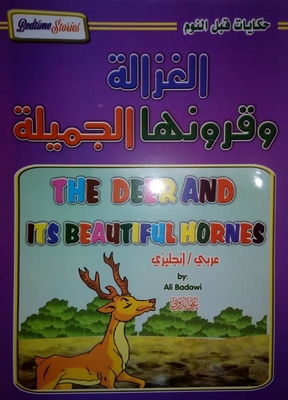 Bedtime Stories
حكايات قبل النوم
الغزالة
وقرونها الجميلة
THE DEER AND
ITS BEAUTIFUL HORNES
عربي/إنجليزي
by:
Ali Badawi